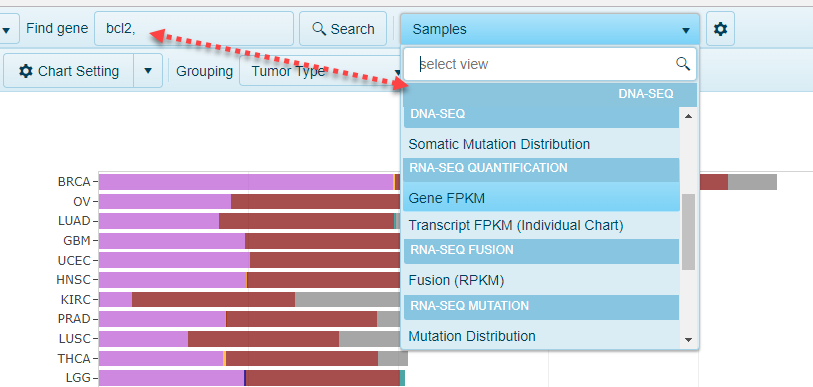 Find gene bcl2, Search Samples
Chart Setting Grouping Tumor Type select view
DNA-SEQ
DNA-SEQ
Somatic Mutation Distribution
RNA-SEQ QUANTIFICATION
BRCA
Gene FPKM
OV
LUAD
Transcript FPKM (Individual Chart)
GBM
RNA-SEQ FUSION
UCEC
HNSC
Fusion (RPKM)
KIRC
RNA-SEQ MUTATION
PRAD
LUSC
Mutation Distribution
THCA
LGG